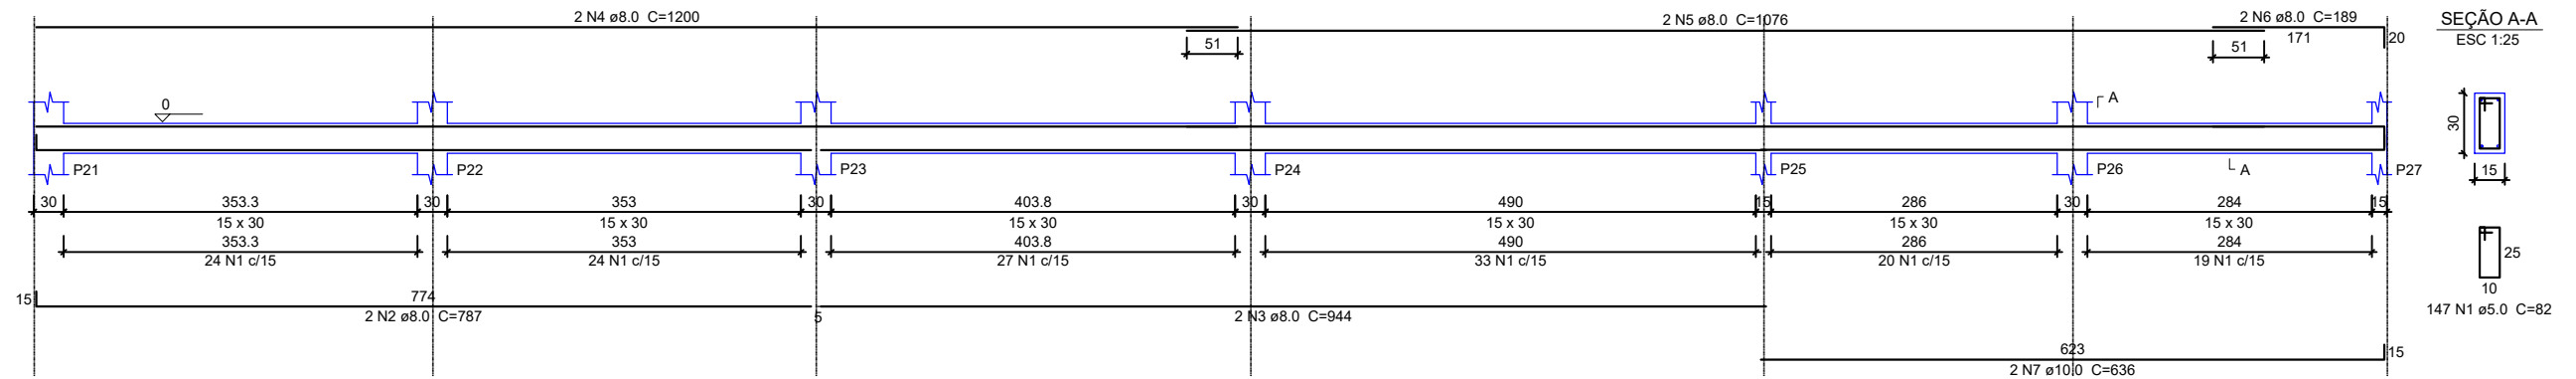 2 N4 ø8.0 C=1200
2 N5 ø8.0 C=1076
2 N6 ø8.0 C=189
SEÇÃO A-A
ESC 1:25
51
51
171
20
0
A
30
15
P21
P22
P23
P24
P25
P26
A
P27
30 353.3 30 353 30 403.8 30 490 15 286 30 284 15
15 x 30 15 x 30 15 x 30 15 x 30 15 x 30 15 x 30
353.3 353 403.8 490 286 284
24 N1 c/15 24 N1 c/15 27 N1 c/15 33 N1 c/15 20 N1 c/15 19 N1 c/15
25
10
147 N1 ø5.0 C=82
15
774
2 N2 ø8.0 C=787
5
2 N3 ø8.0 C=944
623
15
2 N7 ø10.0 C=636